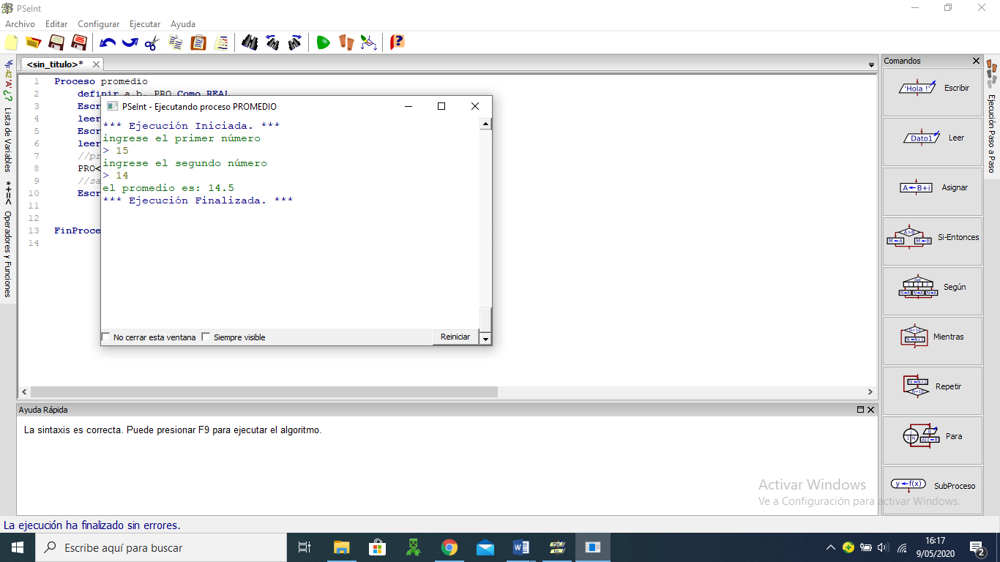 PSeInt
Archivo Editar Configurar Ejecutar Ayuda
<sin_titulo>*
1 Proceso promedio
2 definir a,b, PRO Como REAL
3 Escr
4 leer
5 Escr
6 leer
7 //pr
8 PRO<
9 //sa
10 Escr
11
12
13 FinProce
14
PSeInt - Ejecutando proceso PROMEDIO
*** Ejecución Iniciada. ***
ingrese el primer número
> 15
ingrese el segundo número
> 14
el promedio es: 14.5
*** Ejecución Finalizada. ***
No cerrar esta ventana Siempre visible Reiniciar
Lista de Variables
*+=< Operadores y Funciones
Comandos
'Hola !' Escribir
Dato1 Leer
A←B+i Asignar
A>B M←A M←B Si-Entonces
Según
Mientras
Repetir
Para
y←f(x) SubProceso
Ejecución Paso a Paso
Ayuda Rápida
La sintaxis es correcta. Puede presionar F9 para ejecutar el algoritmo.
Activar Windows
Ve a Configuración para activar Windows.
La ejecución ha finalizado sin errores.
Escribe aquí para buscar
16:17
9/05/2020
2